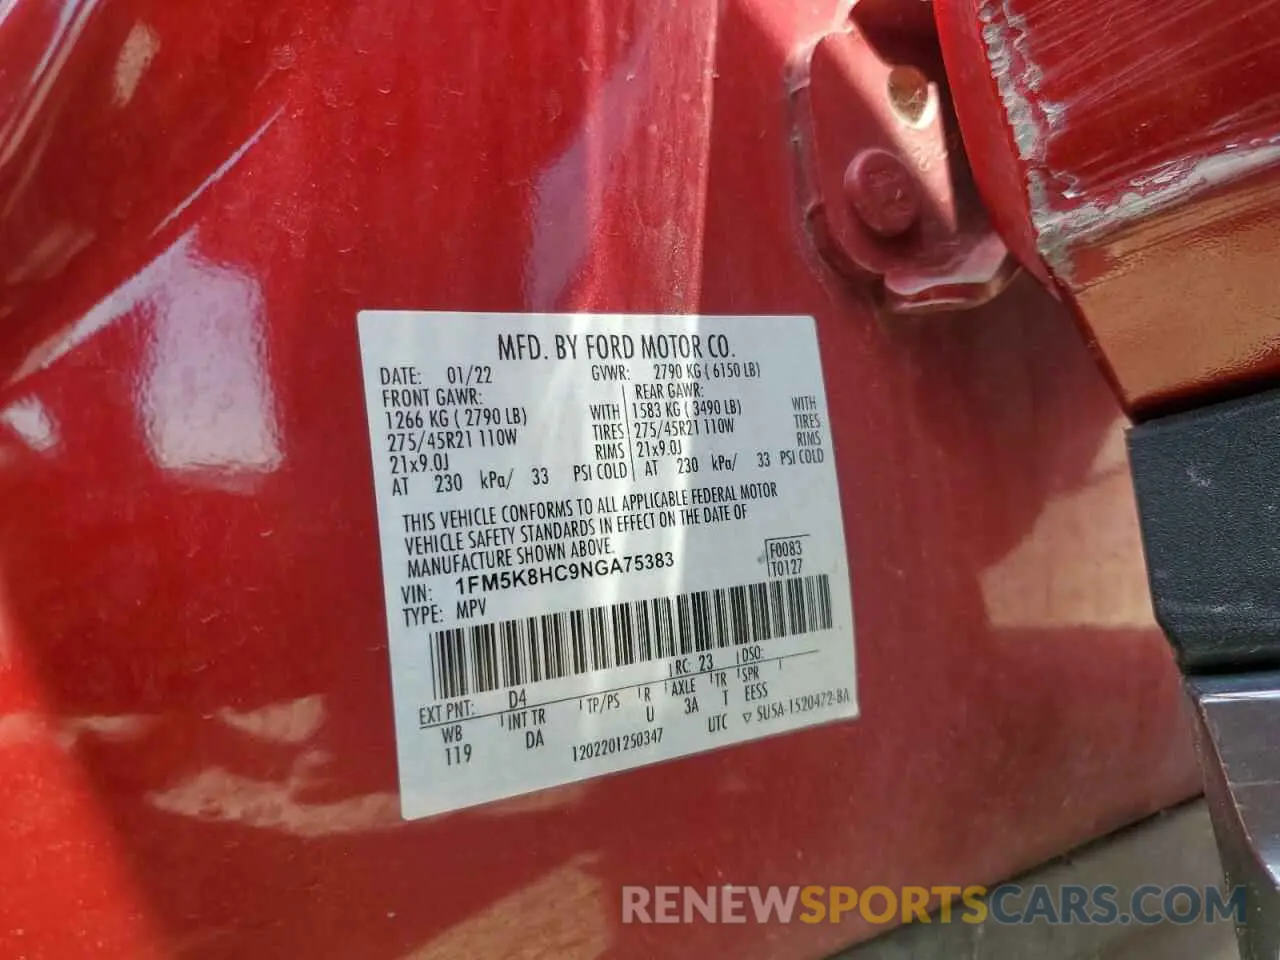 MFD. BY FORD MOTOR CO.
DATE: 01/22 GVWR: 2790 KG ( 6150 LB)
FRONT GAWR: REAR GAWR:
1266 KG ( 2790 LB) WITH 1583 KG ( 3490 LB) WITH
275/45R21 110W TIRES 275/45R21 110W TIRES
21x9.0J RIMS 21x9.0J RIMS
AT 230 kPa/ 33 PSI COLD AT 230 kPa/ 33 PSI COLD
THIS VEHICLE CONFORMS TO ALL APPLICABLE FEDERAL MOTOR
VEHICLE SAFETY STANDARDS IN EFFECT ON THE DATE OF
MANUFACTURE SHOWN ABOVE.
VIN: 1FM5K8HC9NGA75383 F0083
TYPE: MPV T0127
EXT PNT: D4 RC: 23 DSO:
WB INT TR TP/PS R AXLE TR SPR
119 DA U 3A T EESS
1202201250347 UTC ▽ SU5A-1520472-BA
RENEWSPORTSCARS.COM